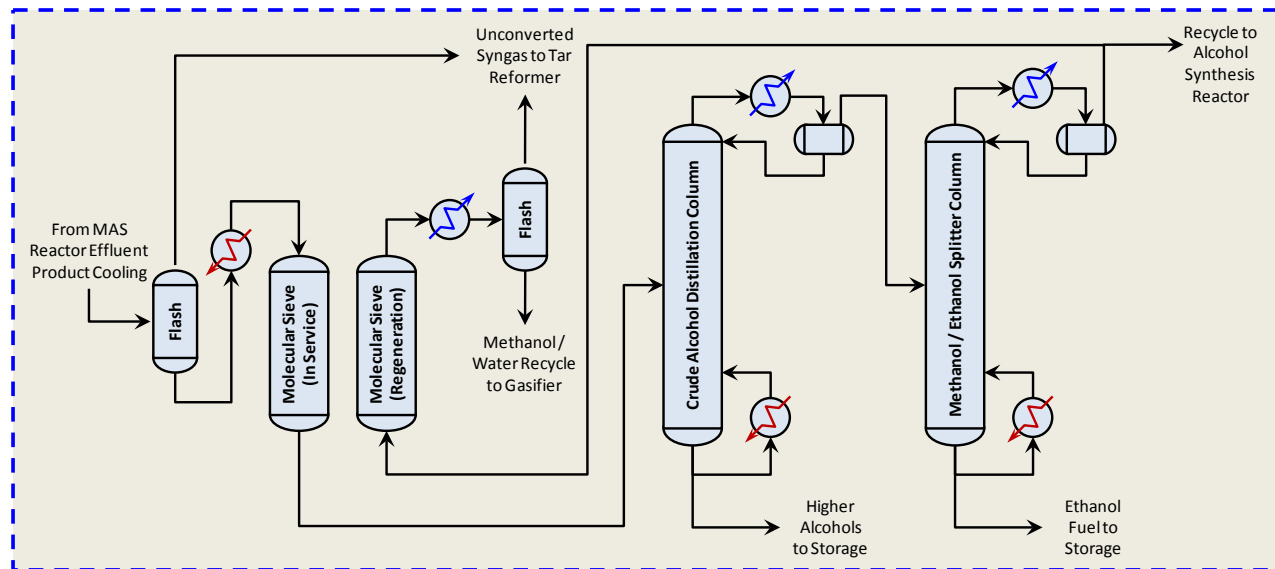 Unconverted
Syngas to Tar
Reformer
Recycle to
Alcohol
Synthesis
Reactor
From MAS
Reactor Effluent
Product Cooling
Flash
Molecular Sieve
(In Service)
Molecular Sieve
(Regeneration)
Flash
Methanol /
Water Recycle
to Gasifier
Crude Alcohol Distillation Column
Methanol / Ethanol Splitter Column
Higher
Alcohols
to Storage
Ethanol
Fuel to
Storage